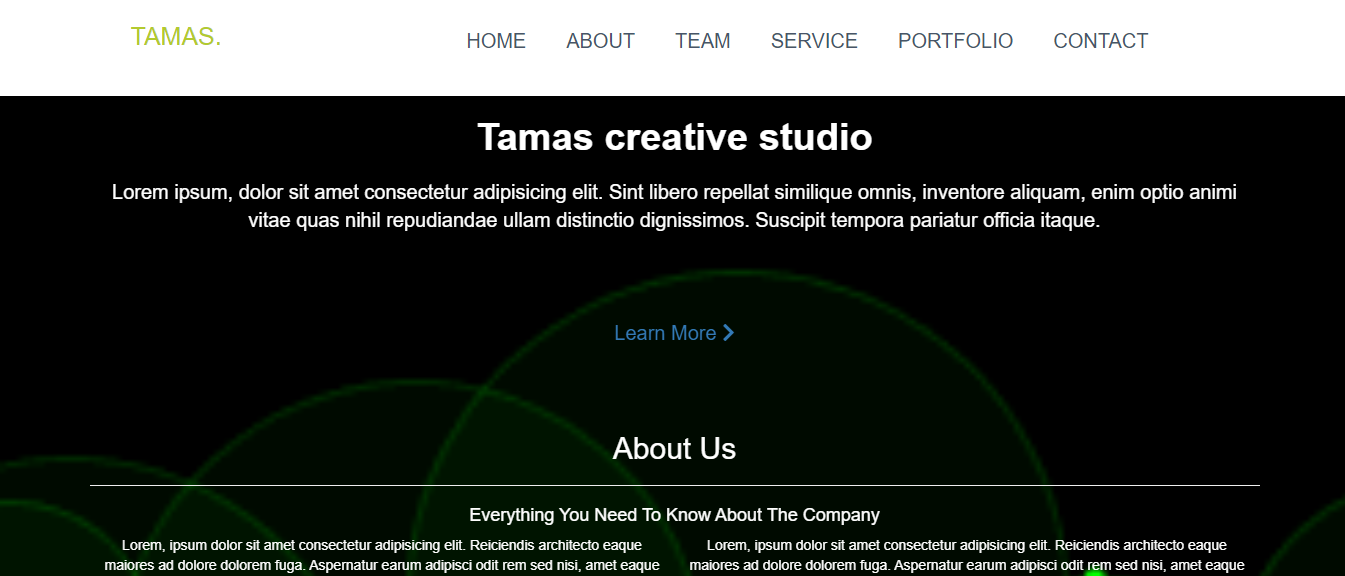 TAMAS.
HOME ABOUT TEAM SERVICE PORTFOLIO CONTACT
Tamas creative studio
Lorem ipsum, dolor sit amet consectetur adipisicing elit. Sint libero repellat similique omnis, inventore aliquam, enim optio animi
vitae quas nihil repudiandae ullam distinctio dignissimos. Suscipit tempora pariatur officia itaque.
Learn More
About Us
Everything You Need To Know About The Company
Lorem, ipsum dolor sit amet consectetur adipisicing elit. Reiciendis architecto eaque
maiores ad dolore dolorem fuga. Aspernatur earum adipisci odit rem sed nisi, amet eaque
Lorem, ipsum dolor sit amet consectetur adipisicing elit. Reiciendis architecto eaque
maiores ad dolore dolorem fuga. Aspernatur earum adipisci odit rem sed nisi, amet eaque